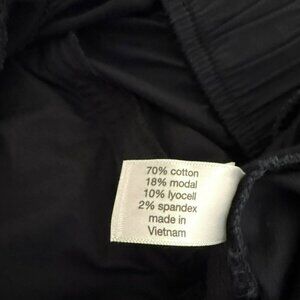 70% cotton
18% modal
10% lyocell
2% spandex
made in
Vietnam